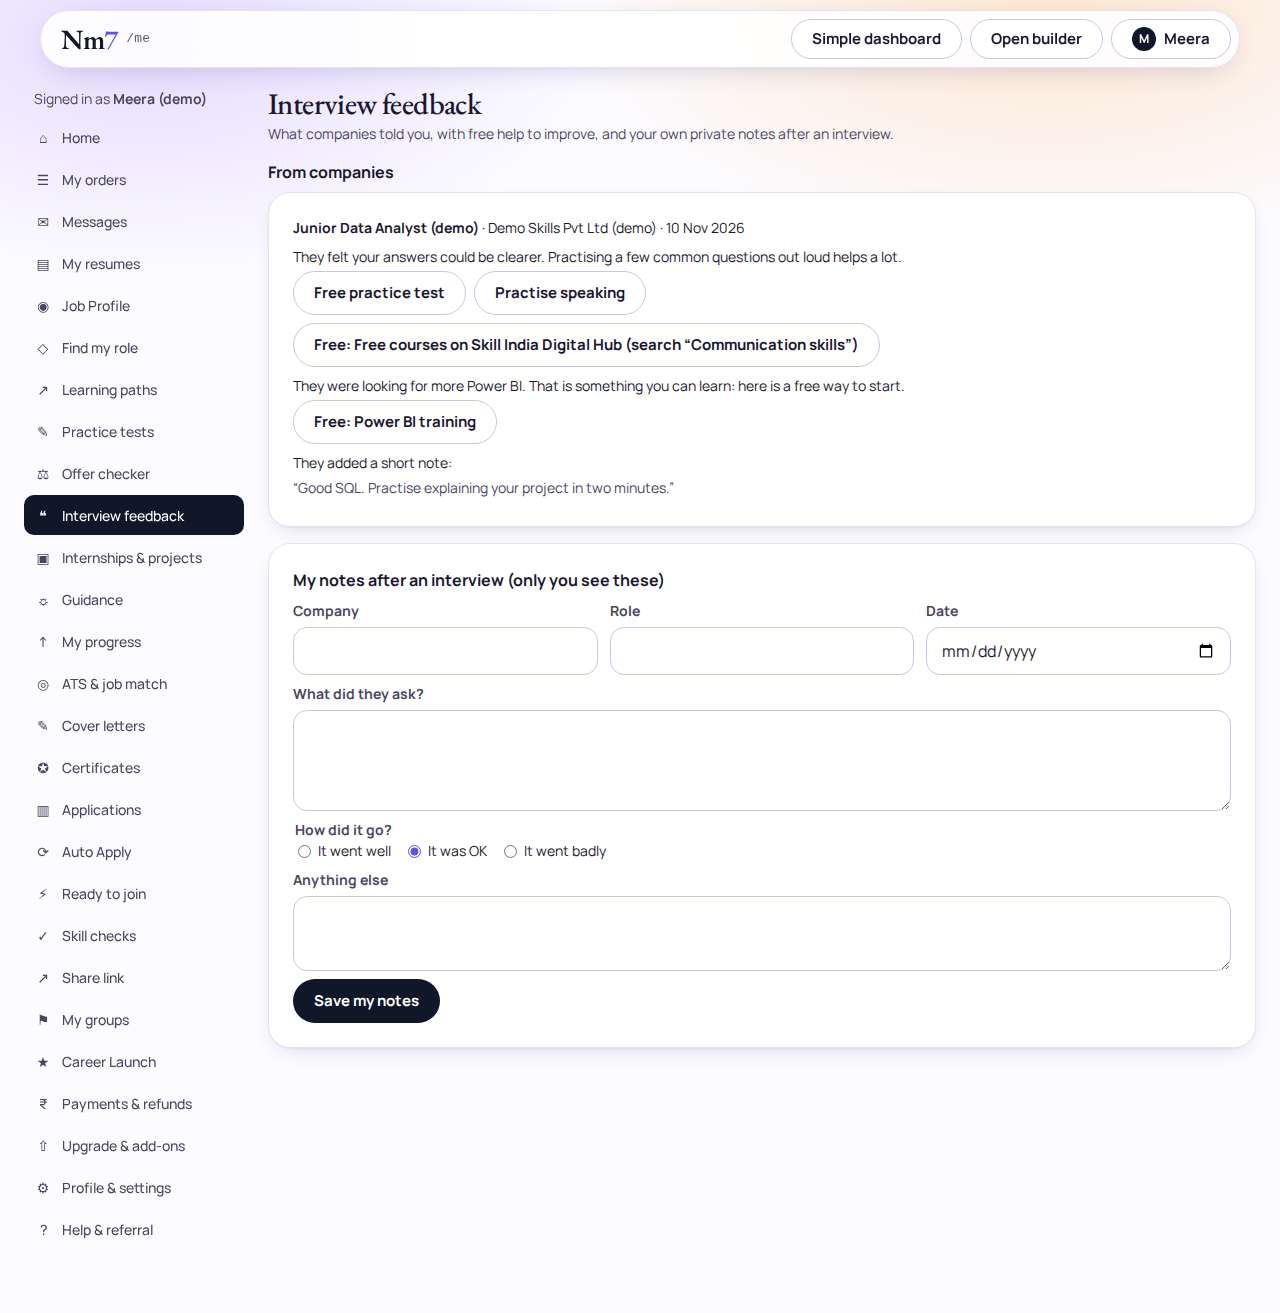 Nm7 /me
Simple dashboard
Open builder
M Meera
Signed in as Meera (demo)
Home
My orders
Messages
My resumes
Job Profile
Find my role
Learning paths
Practice tests
Offer checker
Interview feedback
Internships & projects
Guidance
My progress
ATS & job match
Cover letters
Certificates
Applications
Auto Apply
Ready to join
Skill checks
Share link
My groups
Career Launch
₹ Payments & refunds
Upgrade & add-ons
Profile & settings
? Help & referral
Interview feedback
What companies told you, with free help to improve, and your own private notes after an interview.
From companies
Junior Data Analyst (demo) · Demo Skills Pvt Ltd (demo) · 10 Nov 2026
They felt your answers could be clearer. Practising a few common questions out loud helps a lot.
Free practice test
Practise speaking
Free: Free courses on Skill India Digital Hub (search “Communication skills”)
They were looking for more Power BI. That is something you can learn: here is a free way to start.
Free: Power BI training
They added a short note:
“Good SQL. Practise explaining your project in two minutes.”
My notes after an interview (only you see these)
Company
Role
Date
mm/dd/yyyy
What did they ask?
How did it go?
It went well
It was OK
It went badly
Anything else
Save my notes